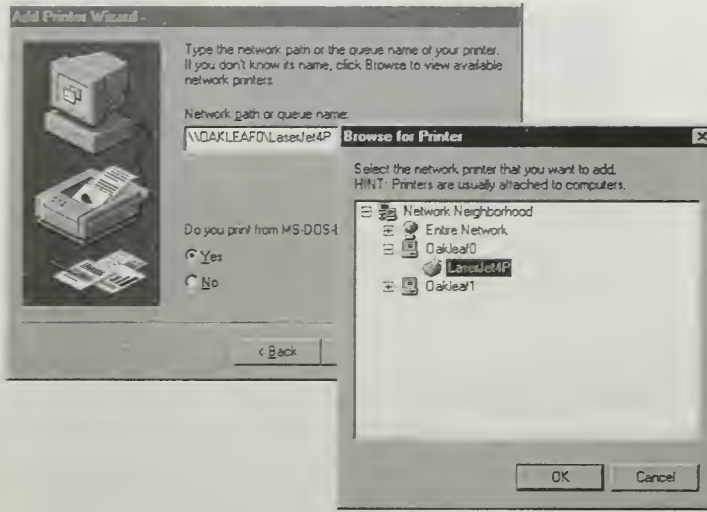 Add Printer Wizard
Type the network path or the queue name of your printer.
If you don't know its name, click Browse to view available
network printers.
Network path or queue name:
\\OAKLEAF0\LaserJet4P
Do you print from MS-DOS-b
Yes
No
< Back
Browse for Printer
Select the network printer that you want to add.
HINT: Printers are usually attached to computers.
Network Neighborhood
Entire Network
Oakleaf0
LaserJet4P
Oakleaf1
OK
Cancel